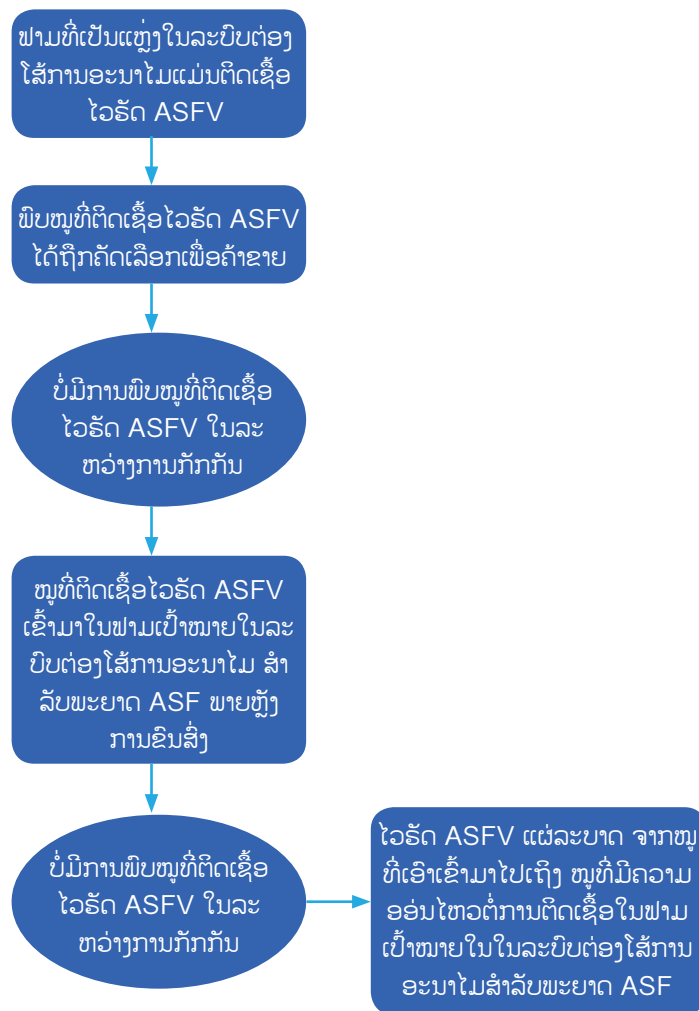 ຟາມທີ່ເປັນແຫຼ່ງໃນລະບົບຕ່ອງ
ໂສ້ການອະນາໄມແມ່ນຕິດເຊື້ອ
ໄວຣັດ ASFV
ພົບໝູທີ່ຕິດເຊື້ອໄວຣັດ ASFV
ໄດ້ຖືກຄັດເລືອກເພື່ອຄ້າຂາຍ
ບໍ່ມີການພົບໝູທີ່ຕິດເຊື້ອ
ໄວຣັດ ASFV ໃນລະ
ຫວ່າງການກັກກັນ
ໝູທີ່ຕິດເຊື້ອໄວຣັດ ASFV
ເຂົ້າມາໃນຟາມເປົ້າໝາຍໃນລະ
ບົບຕ່ອງໂສ້ການອະນາໄມ ສຳ
ລັບພະຍາດ ASF ພາຍຫຼັງ
ການຂົນສົ່ງ
ບໍ່ມີການພົບໝູທີ່ຕິດເຊື້ອ
ໄວຣັດ ASFV ໃນລະ
ຫວ່າງການກັກກັນ
ໄວຣັດ ASFV ແຜ່ລະບາດ ຈາກໝູ
ທີ່ເອົາເຂົ້າມາໄປເຖິງ ໝູທີ່ມີຄວາມ
ອອ່ນໄຫວຕໍ່ການຕິດເຊື້ອໃນຟາມ
ເປົ້າໝາຍໃນໃນລະບົບຕ່ອງໂສ້ການ
ອະນາໄມສຳລັບພະຍາດ ASF